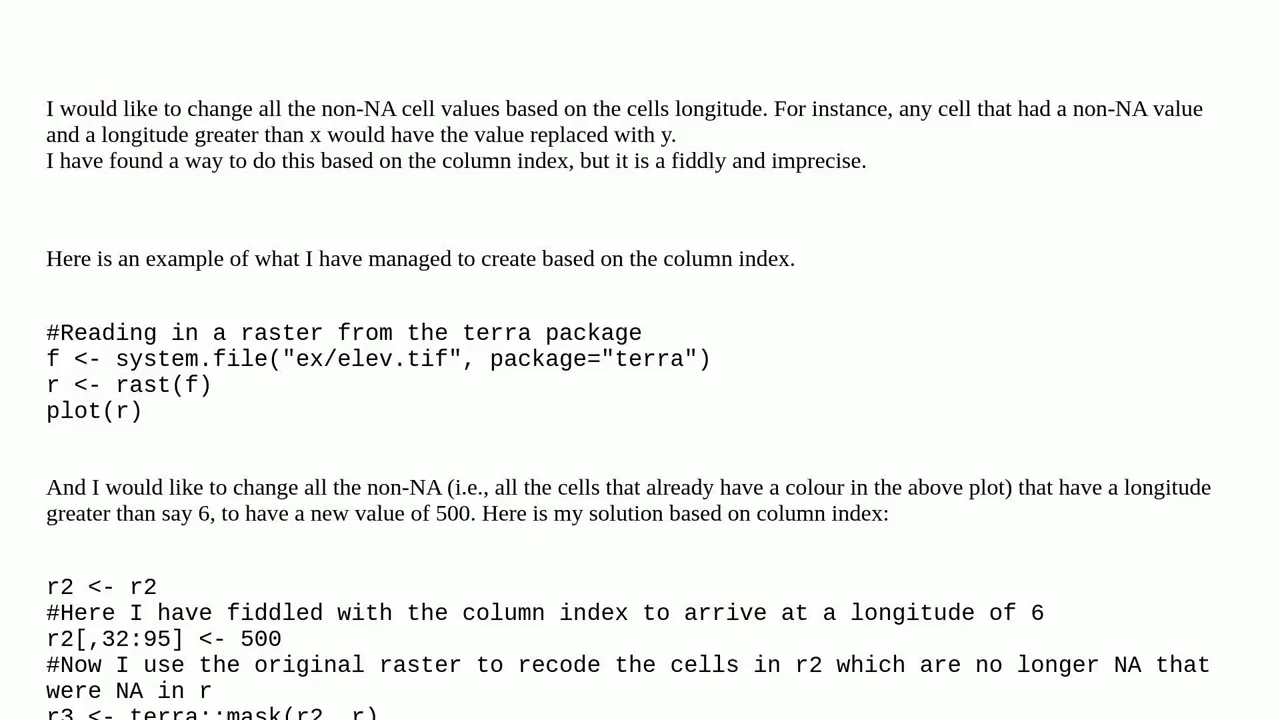 I would like to change all the non-NA cell values based on the cells longitude. For instance, any cell that had a non-NA value
and a longitude greater than x would have the value replaced with y.
I have found a way to do this based on the column index, but it is a fiddly and imprecise.
Here is an example of what I have managed to create based on the column index.
#Reading in a raster from the terra package
f <- system.file("ex/elev.tif", package="terra")
r <- rast(f)
plot(r)
And I would like to change all the non-NA (i.e., all the cells that already have a colour in the above plot) that have a longitude
greater than say 6, to have a new value of 500. Here is my solution based on column index:
r2 <- r2
#Here I have fiddled with the column index to arrive at a longitude of 6
r2[,32:95] <- 500
#Now I use the original raster to recode the cells in r2 which are no longer NA that
were NA in r
r3 <- terra::mask(r2, r)